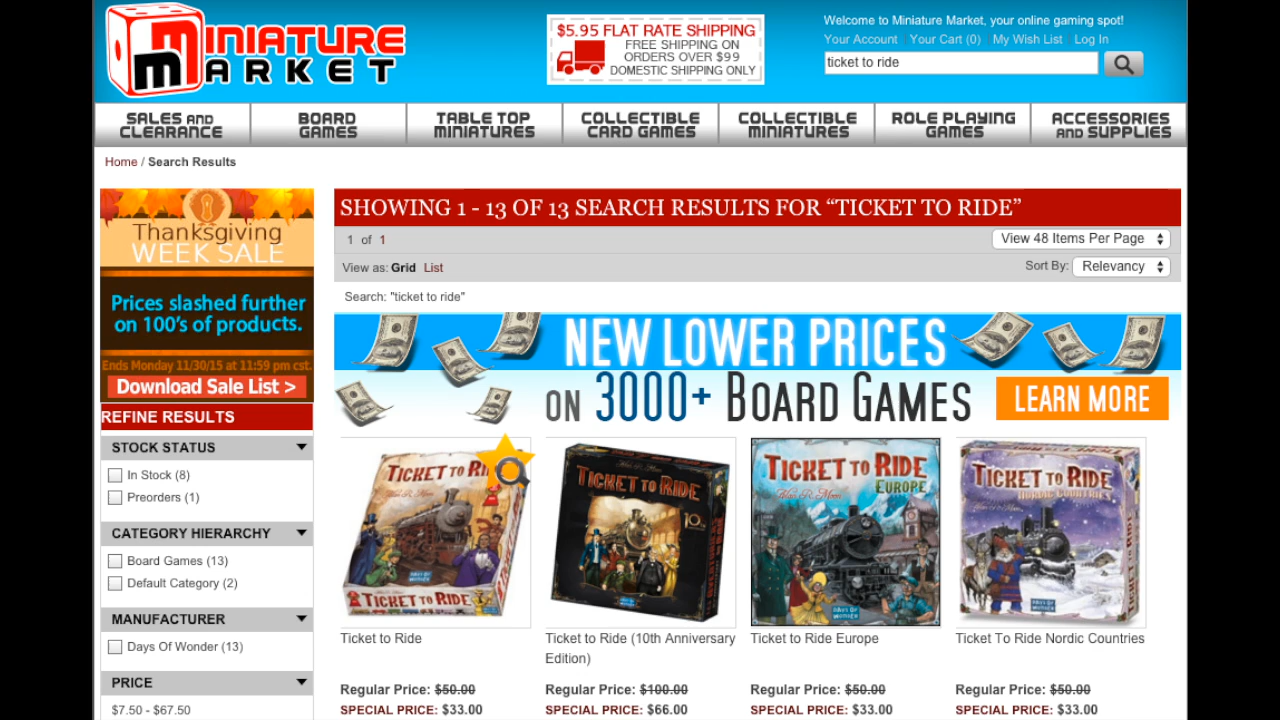 MINIATURE
MARKET
$5.95 FLAT RATE SHIPPING
FREE SHIPPING ON
ORDERS OVER $99
DOMESTIC SHIPPING ONLY
Welcome to Miniature Market, your online gaming spot!
Your Account Your Cart (0) My Wish List Log In
ticket to ride
SALES AND CLEARANCE
BOARD GAMES
TABLE TOP MINIATURES
COLLECTIBLE CARD GAMES
COLLECTIBLE MINIATURES
ROLE PLAYING GAMES
ACCESSORIES AND SUPPLIES
Home / Search Results
Thanksgiving
WEEK SALE
Prices slashed further
on 100's of products.
Ends Monday 11/30/15 at 11:59 pm cst.
Download Sale List >
REFINE RESULTS
STOCK STATUS
In Stock (8)
Preorders (1)
CATEGORY HIERARCHY
Board Games (13)
Default Category (2)
MANUFACTURER
Days Of Wonder (13)
PRICE
$7.50 - $67.50
SHOWING 1 - 13 OF 13 SEARCH RESULTS FOR “TICKET TO RIDE”
1 of 1
View 48 Items Per Page
View as: Grid List
Sort By: Relevancy
Search: "ticket to ride"
NEW LOWER PRICES
ON 3000+ BOARD GAMES
LEARN MORE
TICKET TO RI
TICKET TO RIDE
TICKET TO RIDE
10
TICKET TO RIDE
EUROPE
TICKET TO RIDE
NORDIC COUNTRIES
Ticket to Ride
Ticket to Ride (10th Anniversary
Edition)
Ticket to Ride Europe
Ticket To Ride Nordic Countries
Regular Price: $50.00
SPECIAL PRICE: $33.00
Regular Price: $100.00
SPECIAL PRICE: $66.00
Regular Price: $50.00
SPECIAL PRICE: $33.00
Regular Price: $50.00
SPECIAL PRICE: $33.00